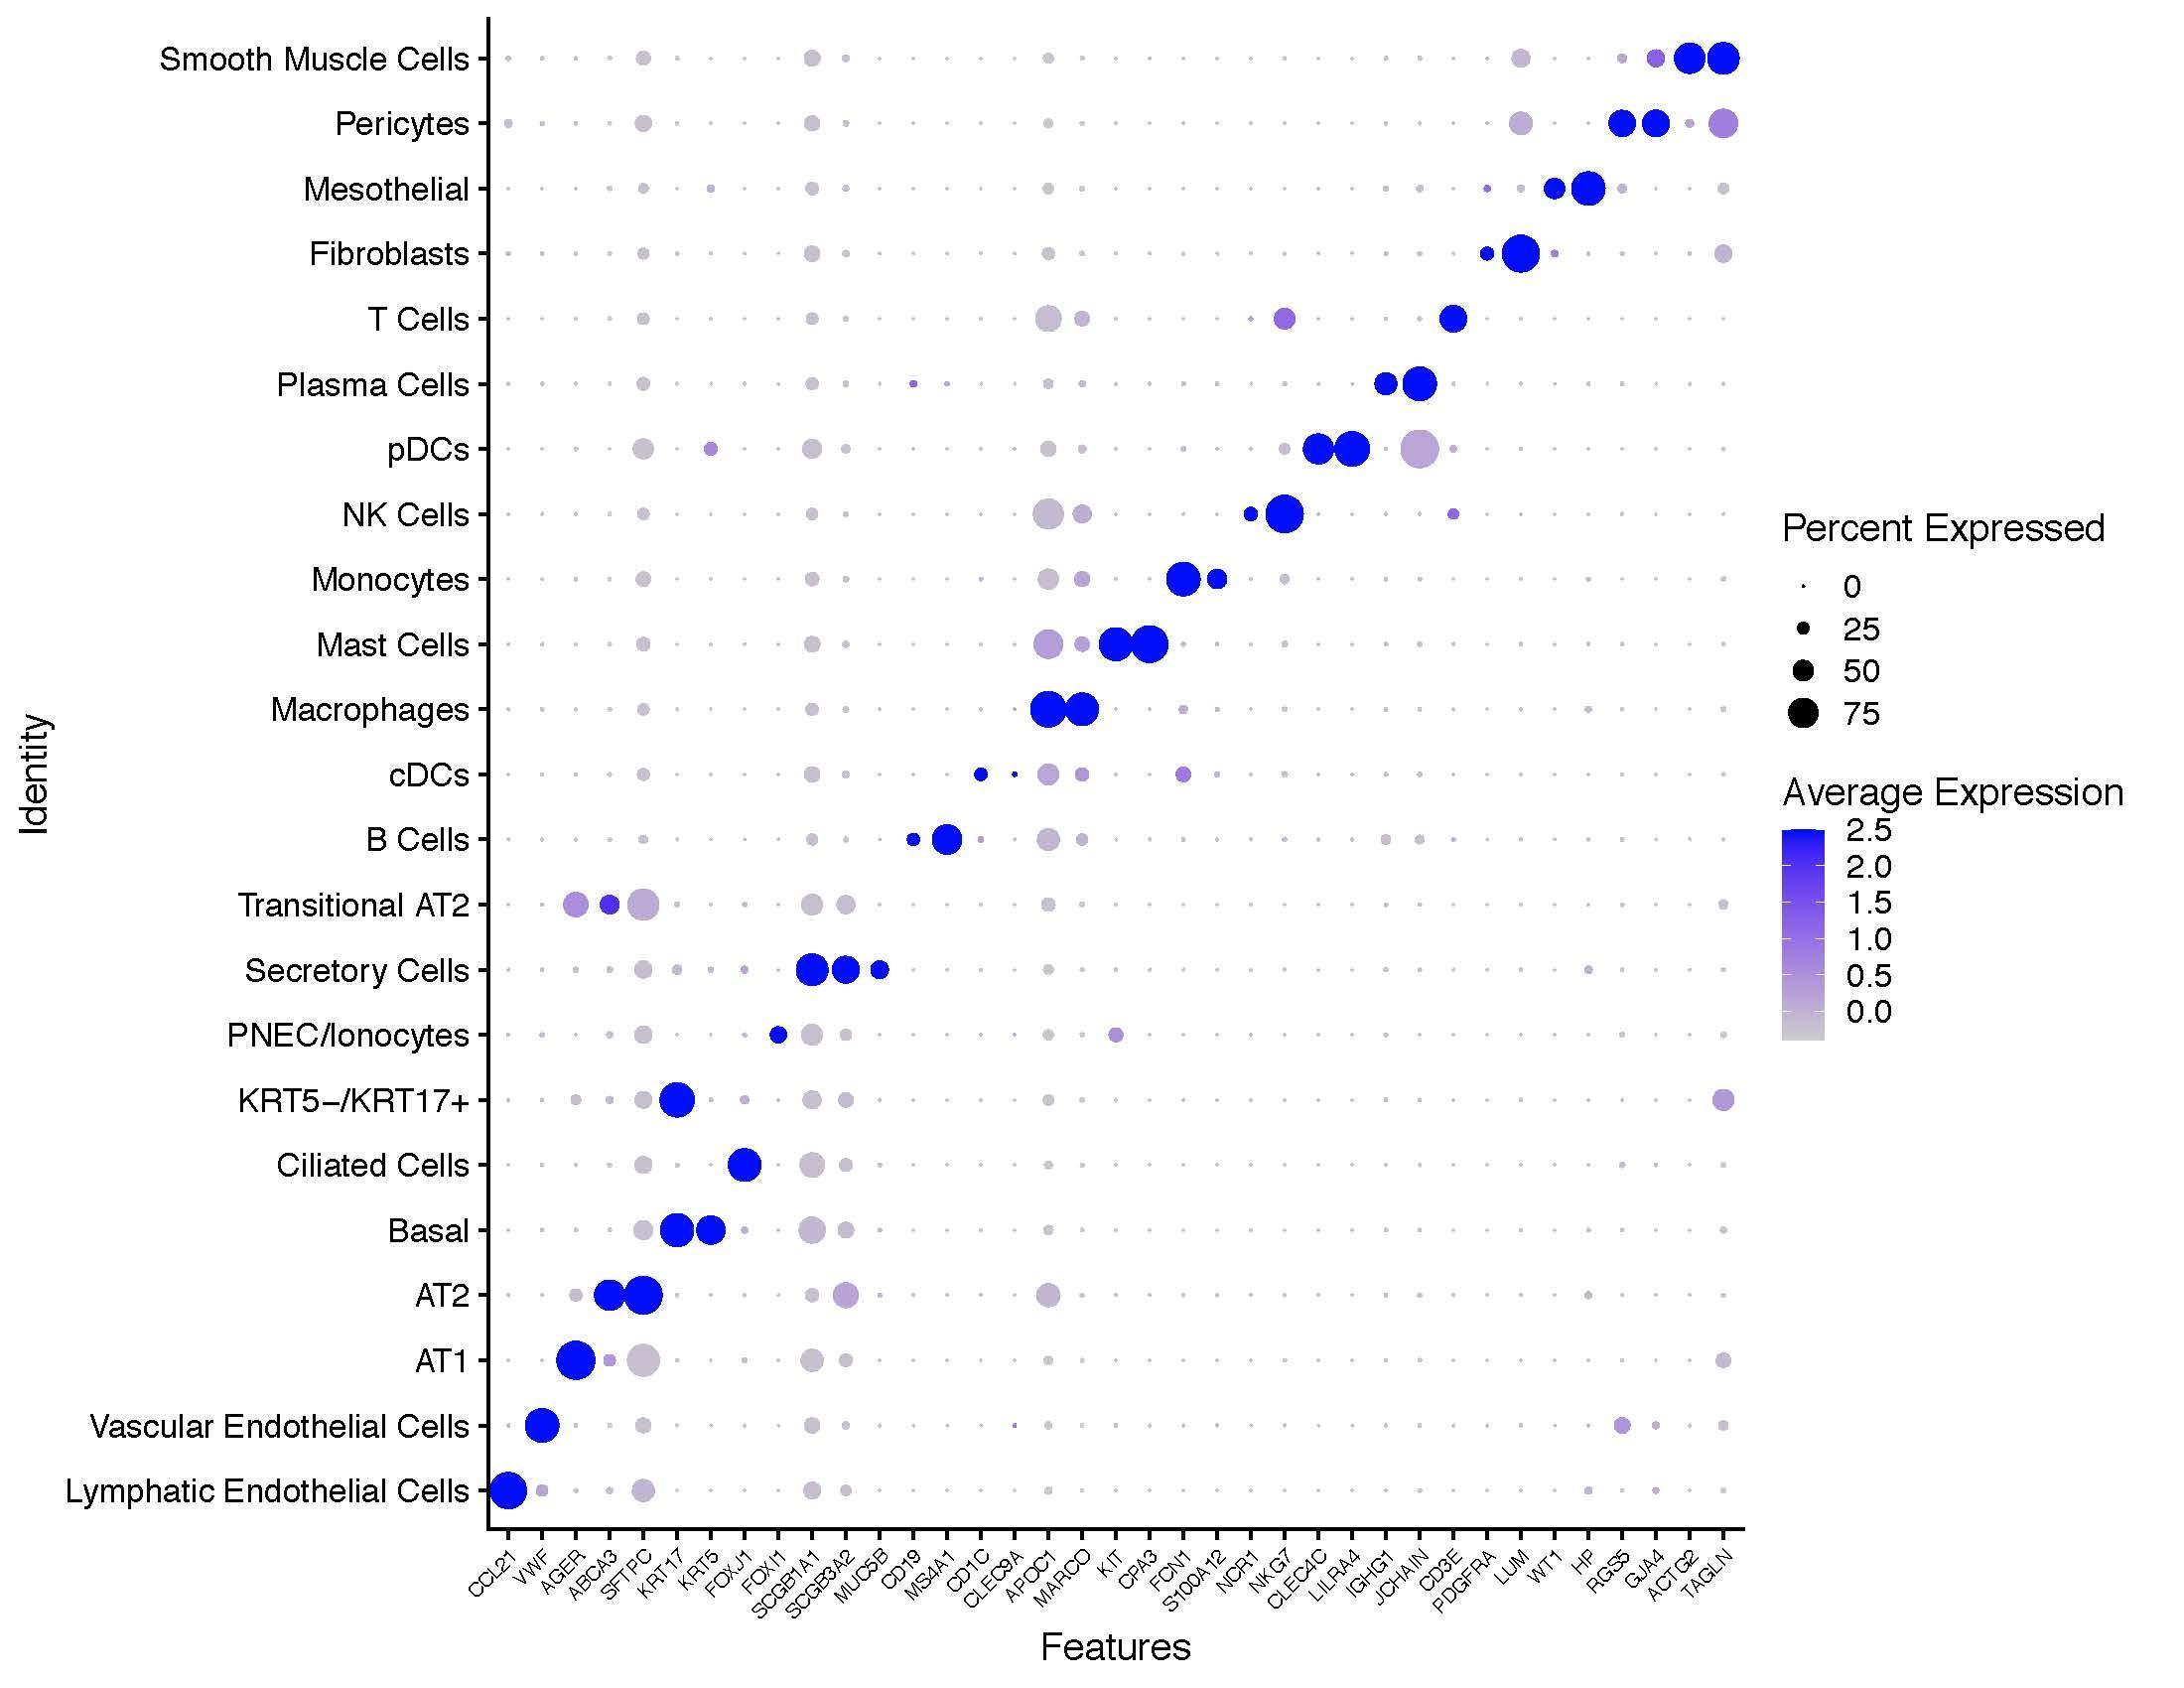 Smooth Muscle Cells
Pericytes
Mesothelial
Fibroblasts
T Cells
Plasma Cells
pDCs
NK Cells
Monocytes
Mast Cells
Macrophages
cDCs
B Cells
Transitional AT2
Secretory Cells
PNEC/Ionocytes
KRT5−/KRT17+
Ciliated Cells
Basal
AT2
AT1
Vascular Endothelial Cells
Lymphatic Endothelial Cells
Identity
CCL21
VWF
AGER
ABCA3
SFTPC
KRT17
KRT5
FOXJ1
FOXI1
SCGB1A1
SCGB3A2
MUC5B
CD19
MS4A1
CD1C
CLEC9A
APOC1
MARCO
KIT
CPA3
FCN1
S100A12
NCR1
NKG7
CLEC4C
LILRA4
IGHG1
JCHAIN
CD3E
PDGFRA
LUM
WT1
HP
RGS5
GJA4
ACTG2
TAGLN
Features
Percent Expressed
0
25
50
75
Average Expression
2.5
2.0
1.5
1.0
0.5
0.0